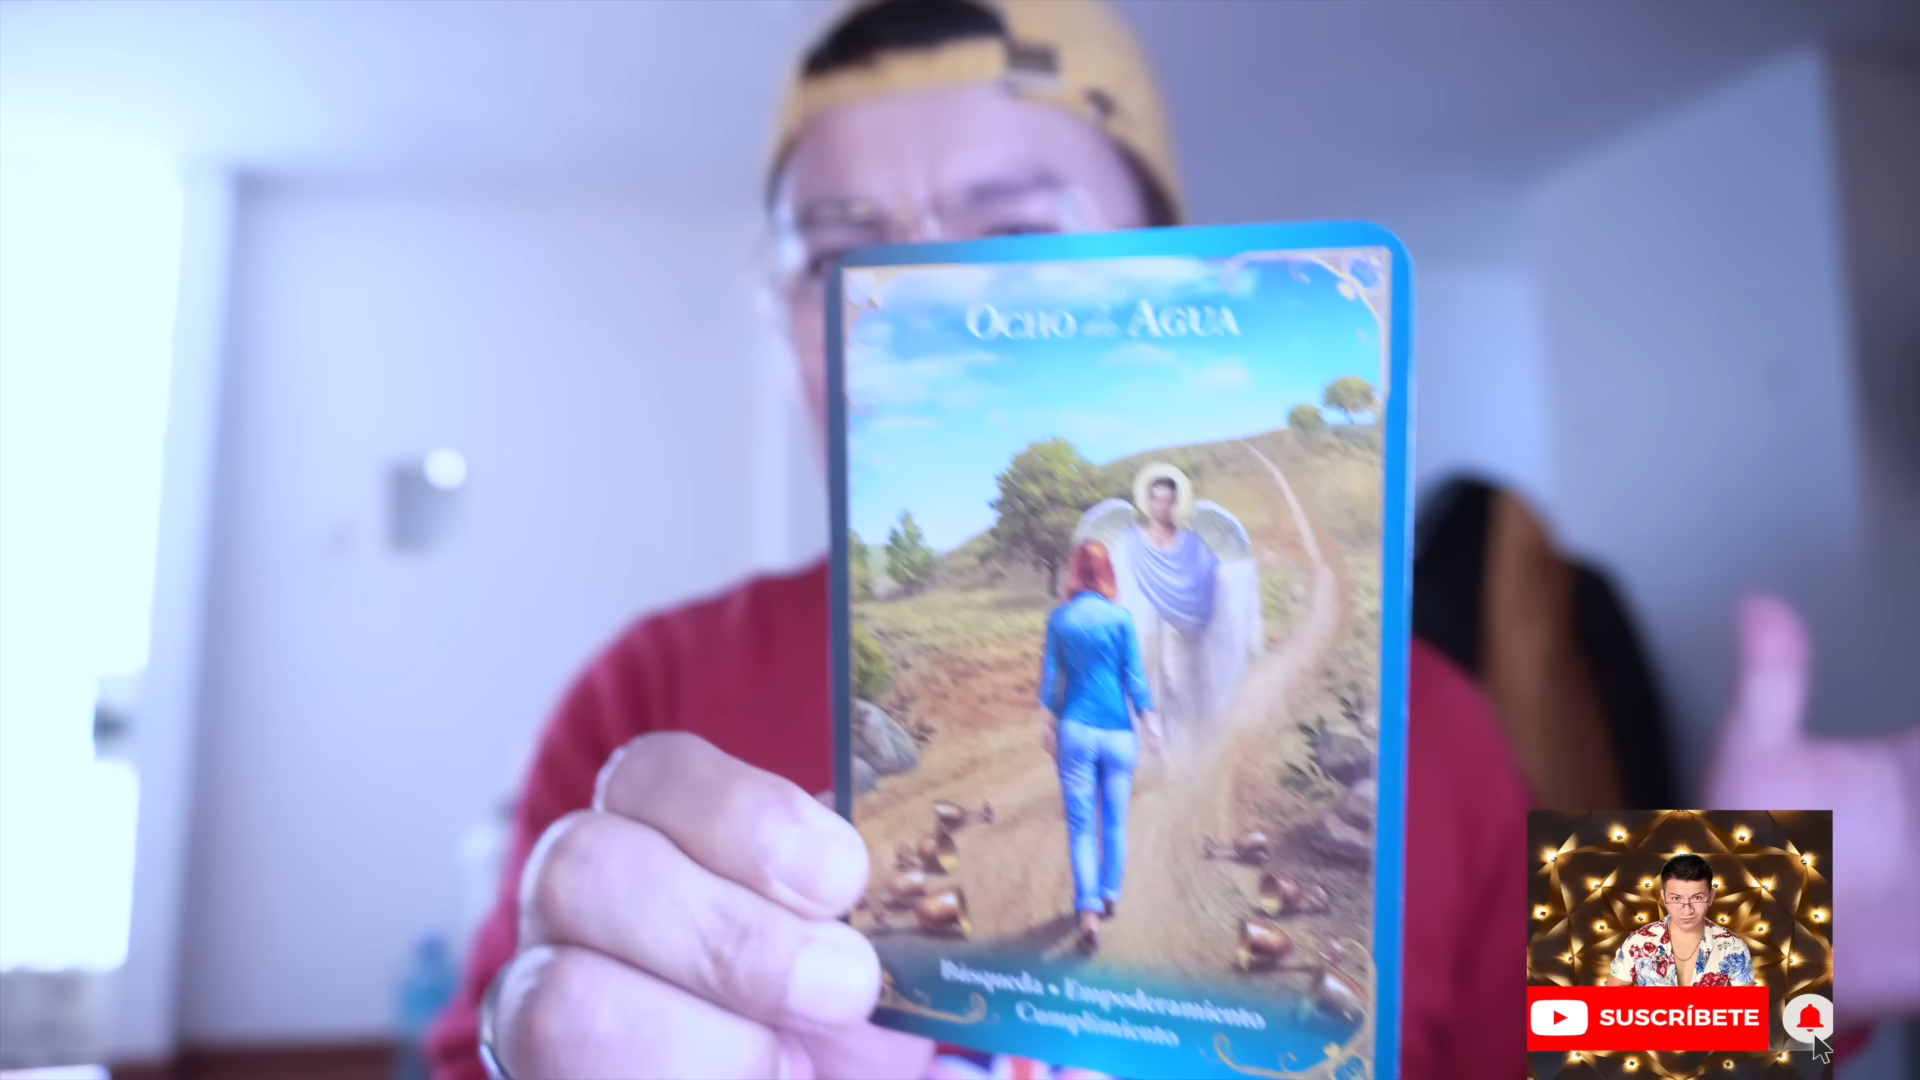 OCHO de AGUA
Búsqueda • Empoderamiento
Cumplimiento
SUSCRÍBETE